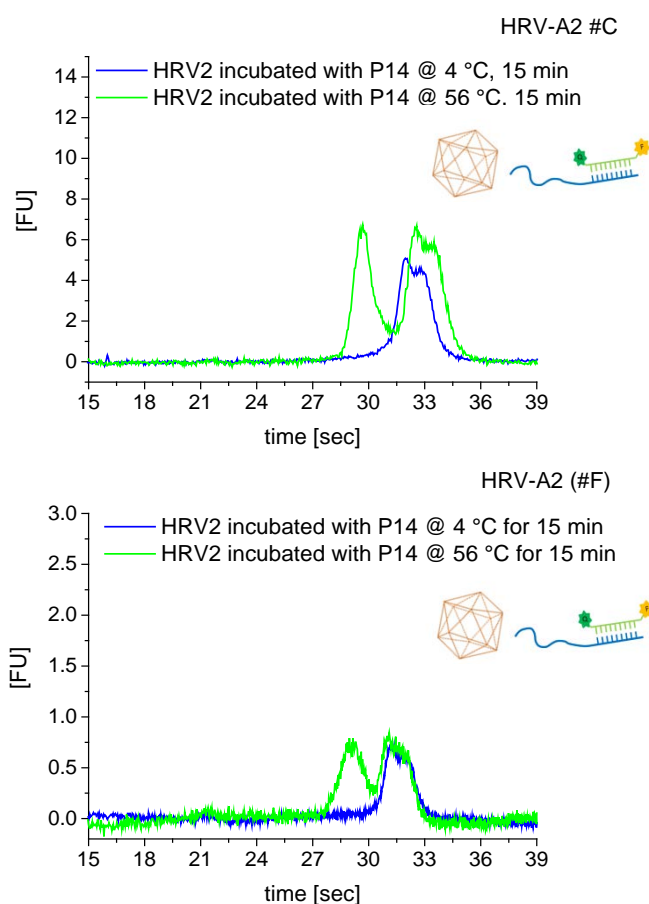 HRV-A2 #C
HRV2 incubated with P14 @ 4 °C, 15 min
HRV2 incubated with P14 @ 56 °C. 15 min
14
12
10
8
6
4
2
0
[FU]
Q
F
15 18 21 24 27 30 33 36 39
time [sec]
HRV-A2 (#F)
HRV2 incubated with P14 @ 4 °C for 15 min
HRV2 incubated with P14 @ 56 °C for 15 min
3.0
2.5
2.0
1.5
1.0
0.5
0.0
[FU]
Q
F
15 18 21 24 27 30 33 36 39
time [sec]